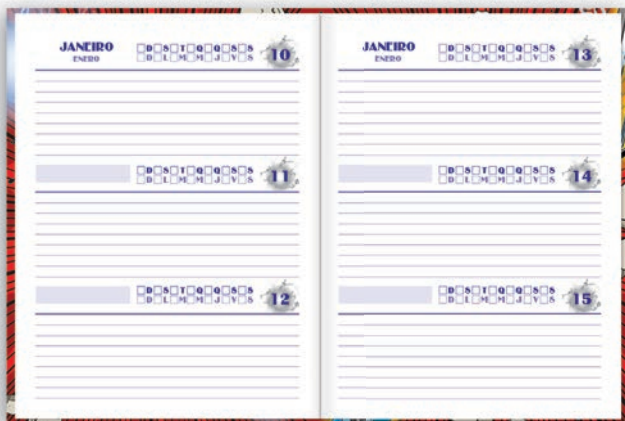 JANEIRO
ENERO
D S T Q Q S S
D L M M J V S
10
D S T Q Q S S
D L M M J V S
11
D S T Q Q S S
D L M M J V S
12
JANEIRO
ENERO
D S T Q Q S S
D L M M J V S
13
D S T Q Q S S
D L M M J V S
14
D S T Q Q S S
D L M M J V S
15